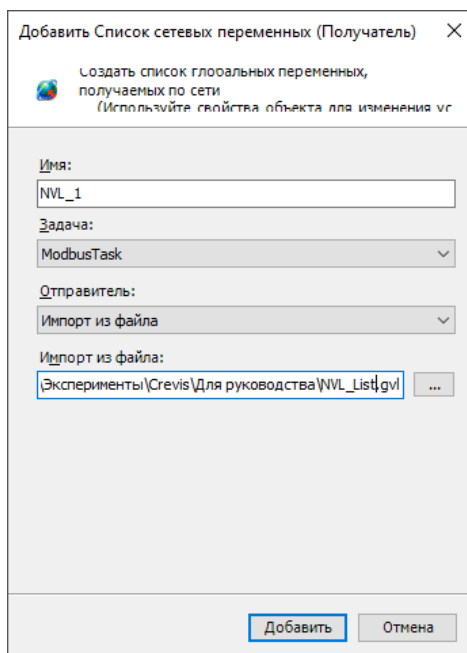 Добавить Список сетевых переменных (Получатель)
Создать список глобальных переменных,
получаемых по сети
(Используйте свойства объекта для изменения ус
Имя:
NVL_1
Задача:
ModbusTask
Отправитель:
Импорт из файла
Импорт из файла:
\Эксперименты\Crevis\Для руководства\NVL_List.gvl
...
Добавить
Отмена